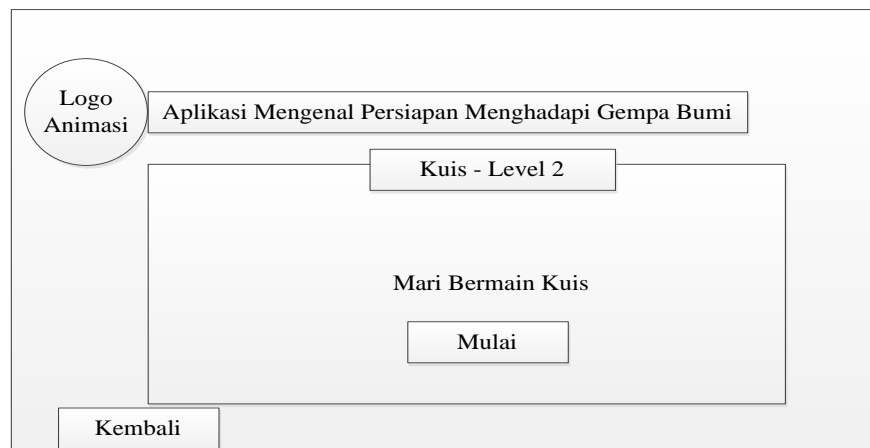 Logo
Animasi
Aplikasi Mengenal Persiapan Menghadapi Gempa Bumi
Kuis - Level 2
Mari Bermain Kuis
Mulai
Kembali